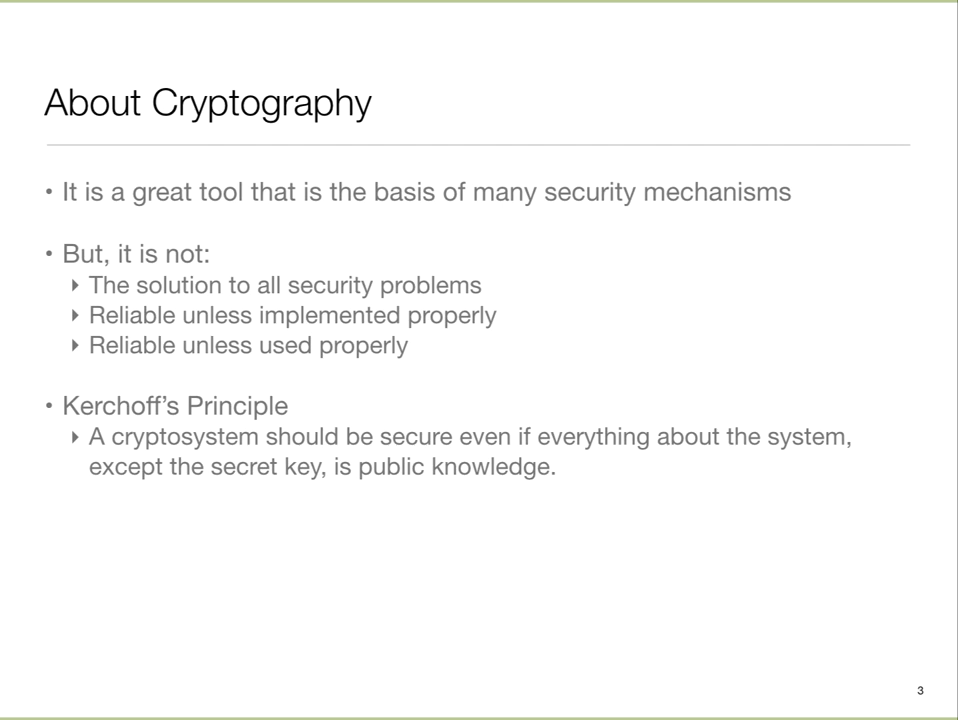 About Cryptography
• It is a great tool that is the basis of many security mechanisms
• But, it is not:
‣ The solution to all security problems
‣ Reliable unless implemented properly
‣ Reliable unless used properly
• Kerchoff’s Principle
‣ A cryptosystem should be secure even if everything about the system,
except the secret key, is public knowledge.
3